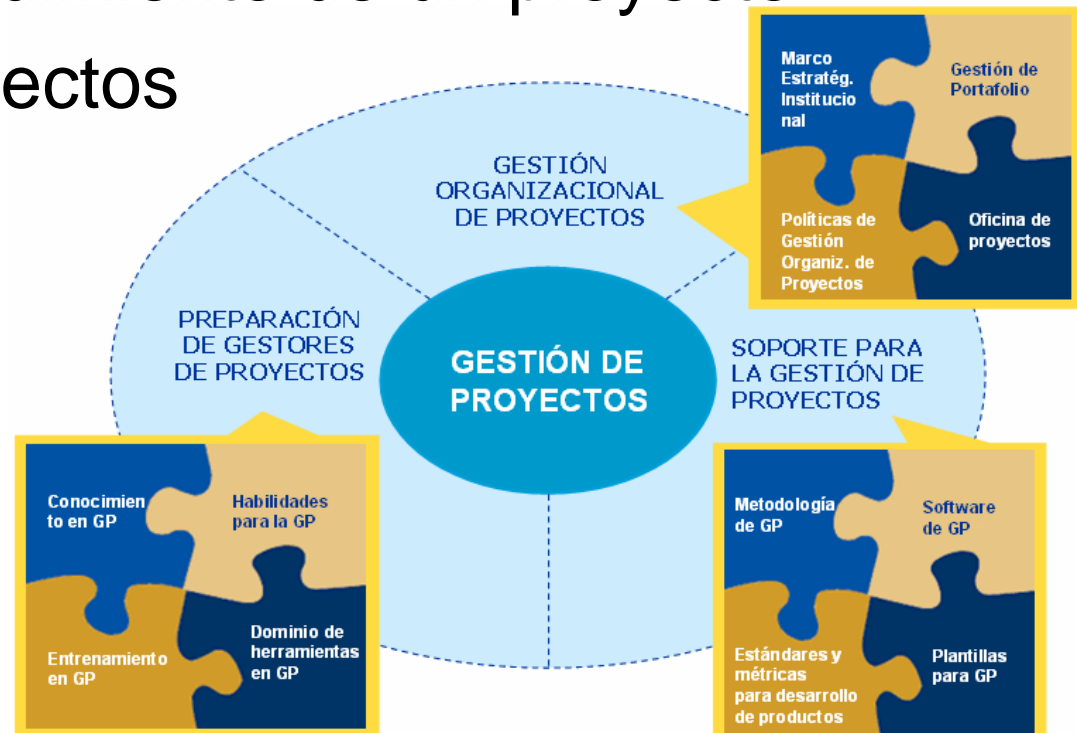 proyecto
ectos
Marco
Estratég.
Institucio
nal
Gestión de
Portafolio
Políticas de
Gestión
Organiz. de
Proyectos
Oficina de
proyectos
GESTIÓN
ORGANIZACIONAL
DE PROYECTOS
PREPARACIÓN
DE GESTORES
DE PROYECTOS
GESTIÓN DE
PROYECTOS
SOPORTE PARA
LA GESTIÓN DE
PROYECTOS
Conocimien
to en GP
Habilidades
para la GP
Entrenamiento
en GP
Dominio de
herramientas
en GP
Metodología
de GP
Software
de GP
Estándares y
métricas
para desarrollo
de productos
Plantillas
para GP